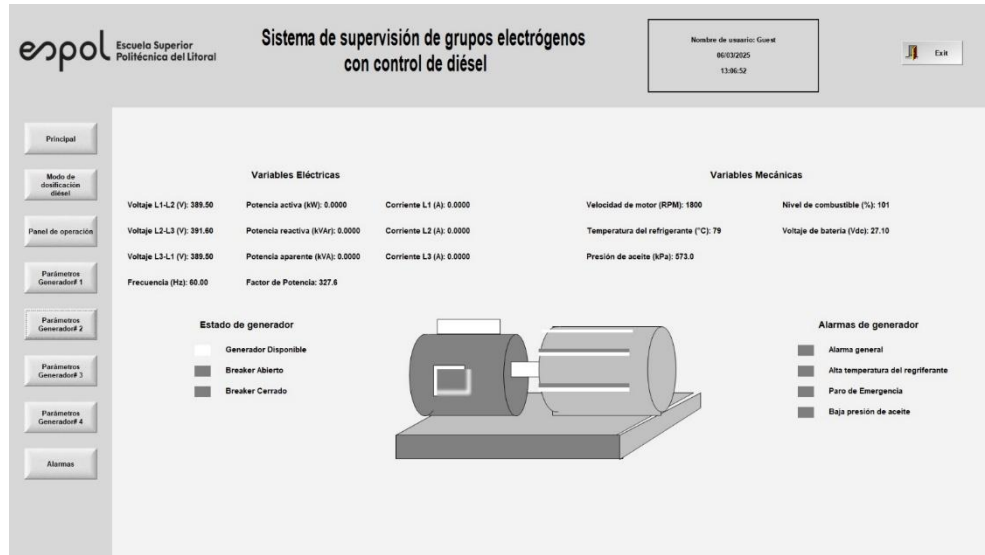 espol
Escuela Superior
Politécnica del Litoral
Sistema de supervisión de grupos electrógenos
con control de diésel
Nombre de usuario: Guest
06/03/2025
13:06:52
Exit
Principal
Modo de
dosificación
diésel
Panel de operación
Parámetros
Generador# 1
Parámetros
Generador# 2
Parámetros
Generador# 3
Parámetros
Generador# 4
Alarmas
Variables Eléctricas
Voltaje L1-L2 (V): 389.50
Potencia activa (kW): 0.0000
Corriente L1 (A): 0.0000
Voltaje L2-L3 (V): 391.60
Potencia reactiva (kVAr): 0.0000
Corriente L2 (A): 0.0000
Voltaje L3-L1 (V): 389.50
Potencia aparente (kVA): 0.0000
Corriente L3 (A): 0.0000
Frecuencia (Hz): 60.00
Factor de Potencia: 327.6
Variables Mecánicas
Velocidad de motor (RPM): 1800
Nivel de combustible (%): 101
Temperatura del refrigerante (°C): 79
Voltaje de batería (Vdc): 27.10
Presión de aceite (kPa): 573.0
Estado de generador
Generador Disponible
Breaker Abierto
Breaker Cerrado
Alarmas de generador
Alarma general
Alta temperatura del regriferante
Paro de Emergencia
Baja presión de aceite